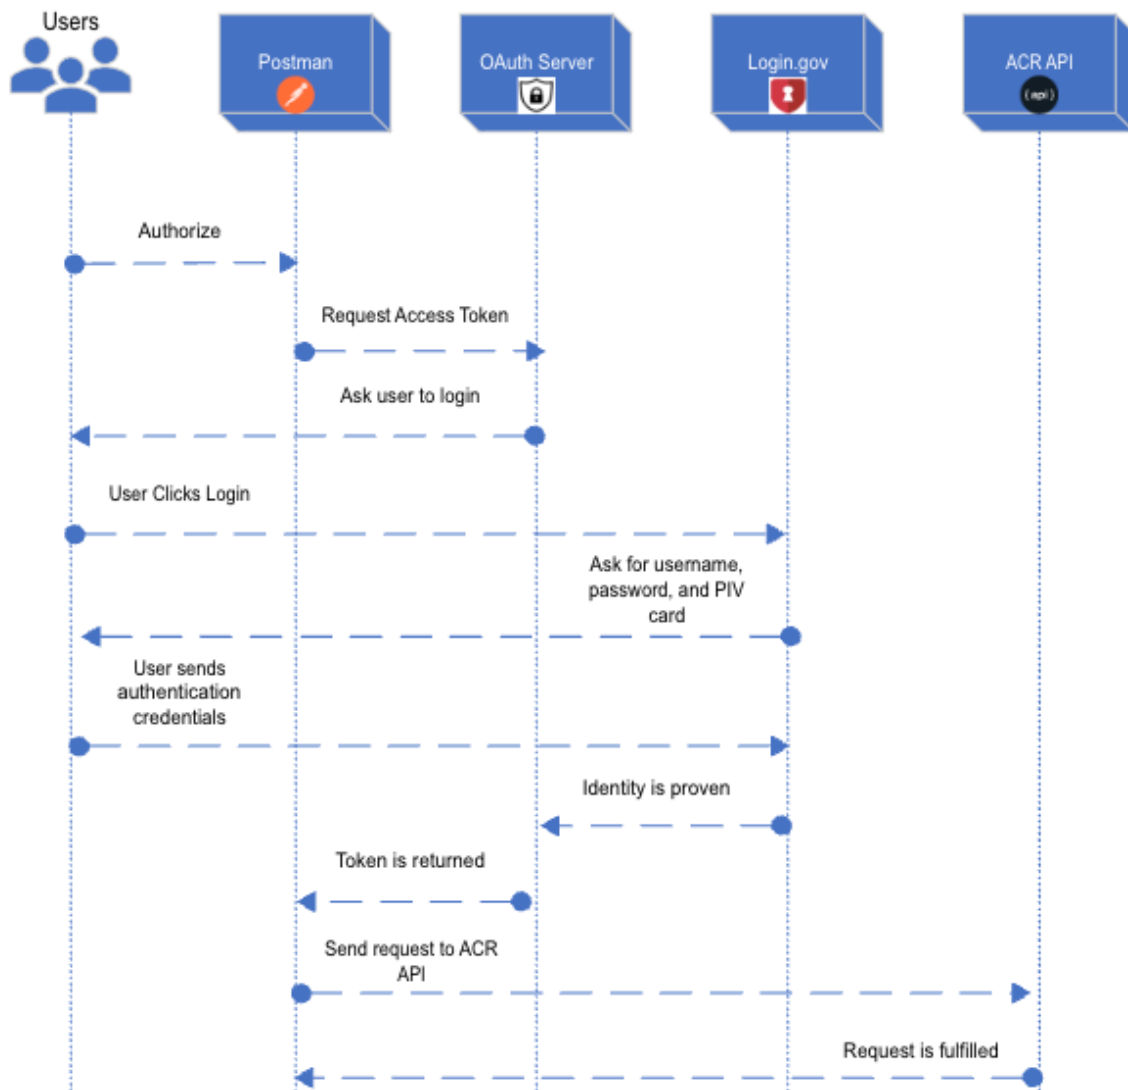 Users
Postman
OAuth Server
Login.gov
ACR API
{api}
Authorize
Request Access Token
Ask user to login
User Clicks Login
Ask for username,
password, and PIV
card
User sends
authentication
credentials
Identity is proven
Token is returned
Send request to ACR
API
Request is fulfilled